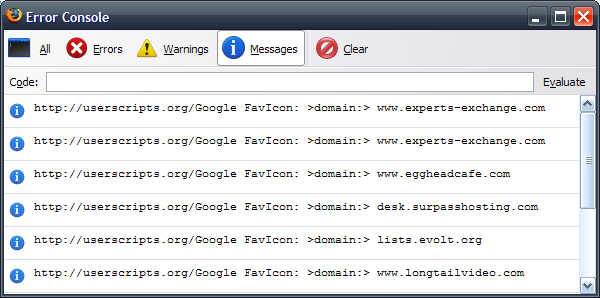 Error Console
All Errors Warnings Messages Clear
Code: Evaluate
http://userscripts.org/Google FavIcon: >domain:> www.experts-exchange.com
http://userscripts.org/Google FavIcon: >domain:> www.experts-exchange.com
http://userscripts.org/Google FavIcon: >domain:> www.eggheadcafe.com
http://userscripts.org/Google FavIcon: >domain:> desk.surpasshosting.com
http://userscripts.org/Google FavIcon: >domain:> lists.evolt.org
http://userscripts.org/Google FavIcon: >domain:> www.longtailvideo.com